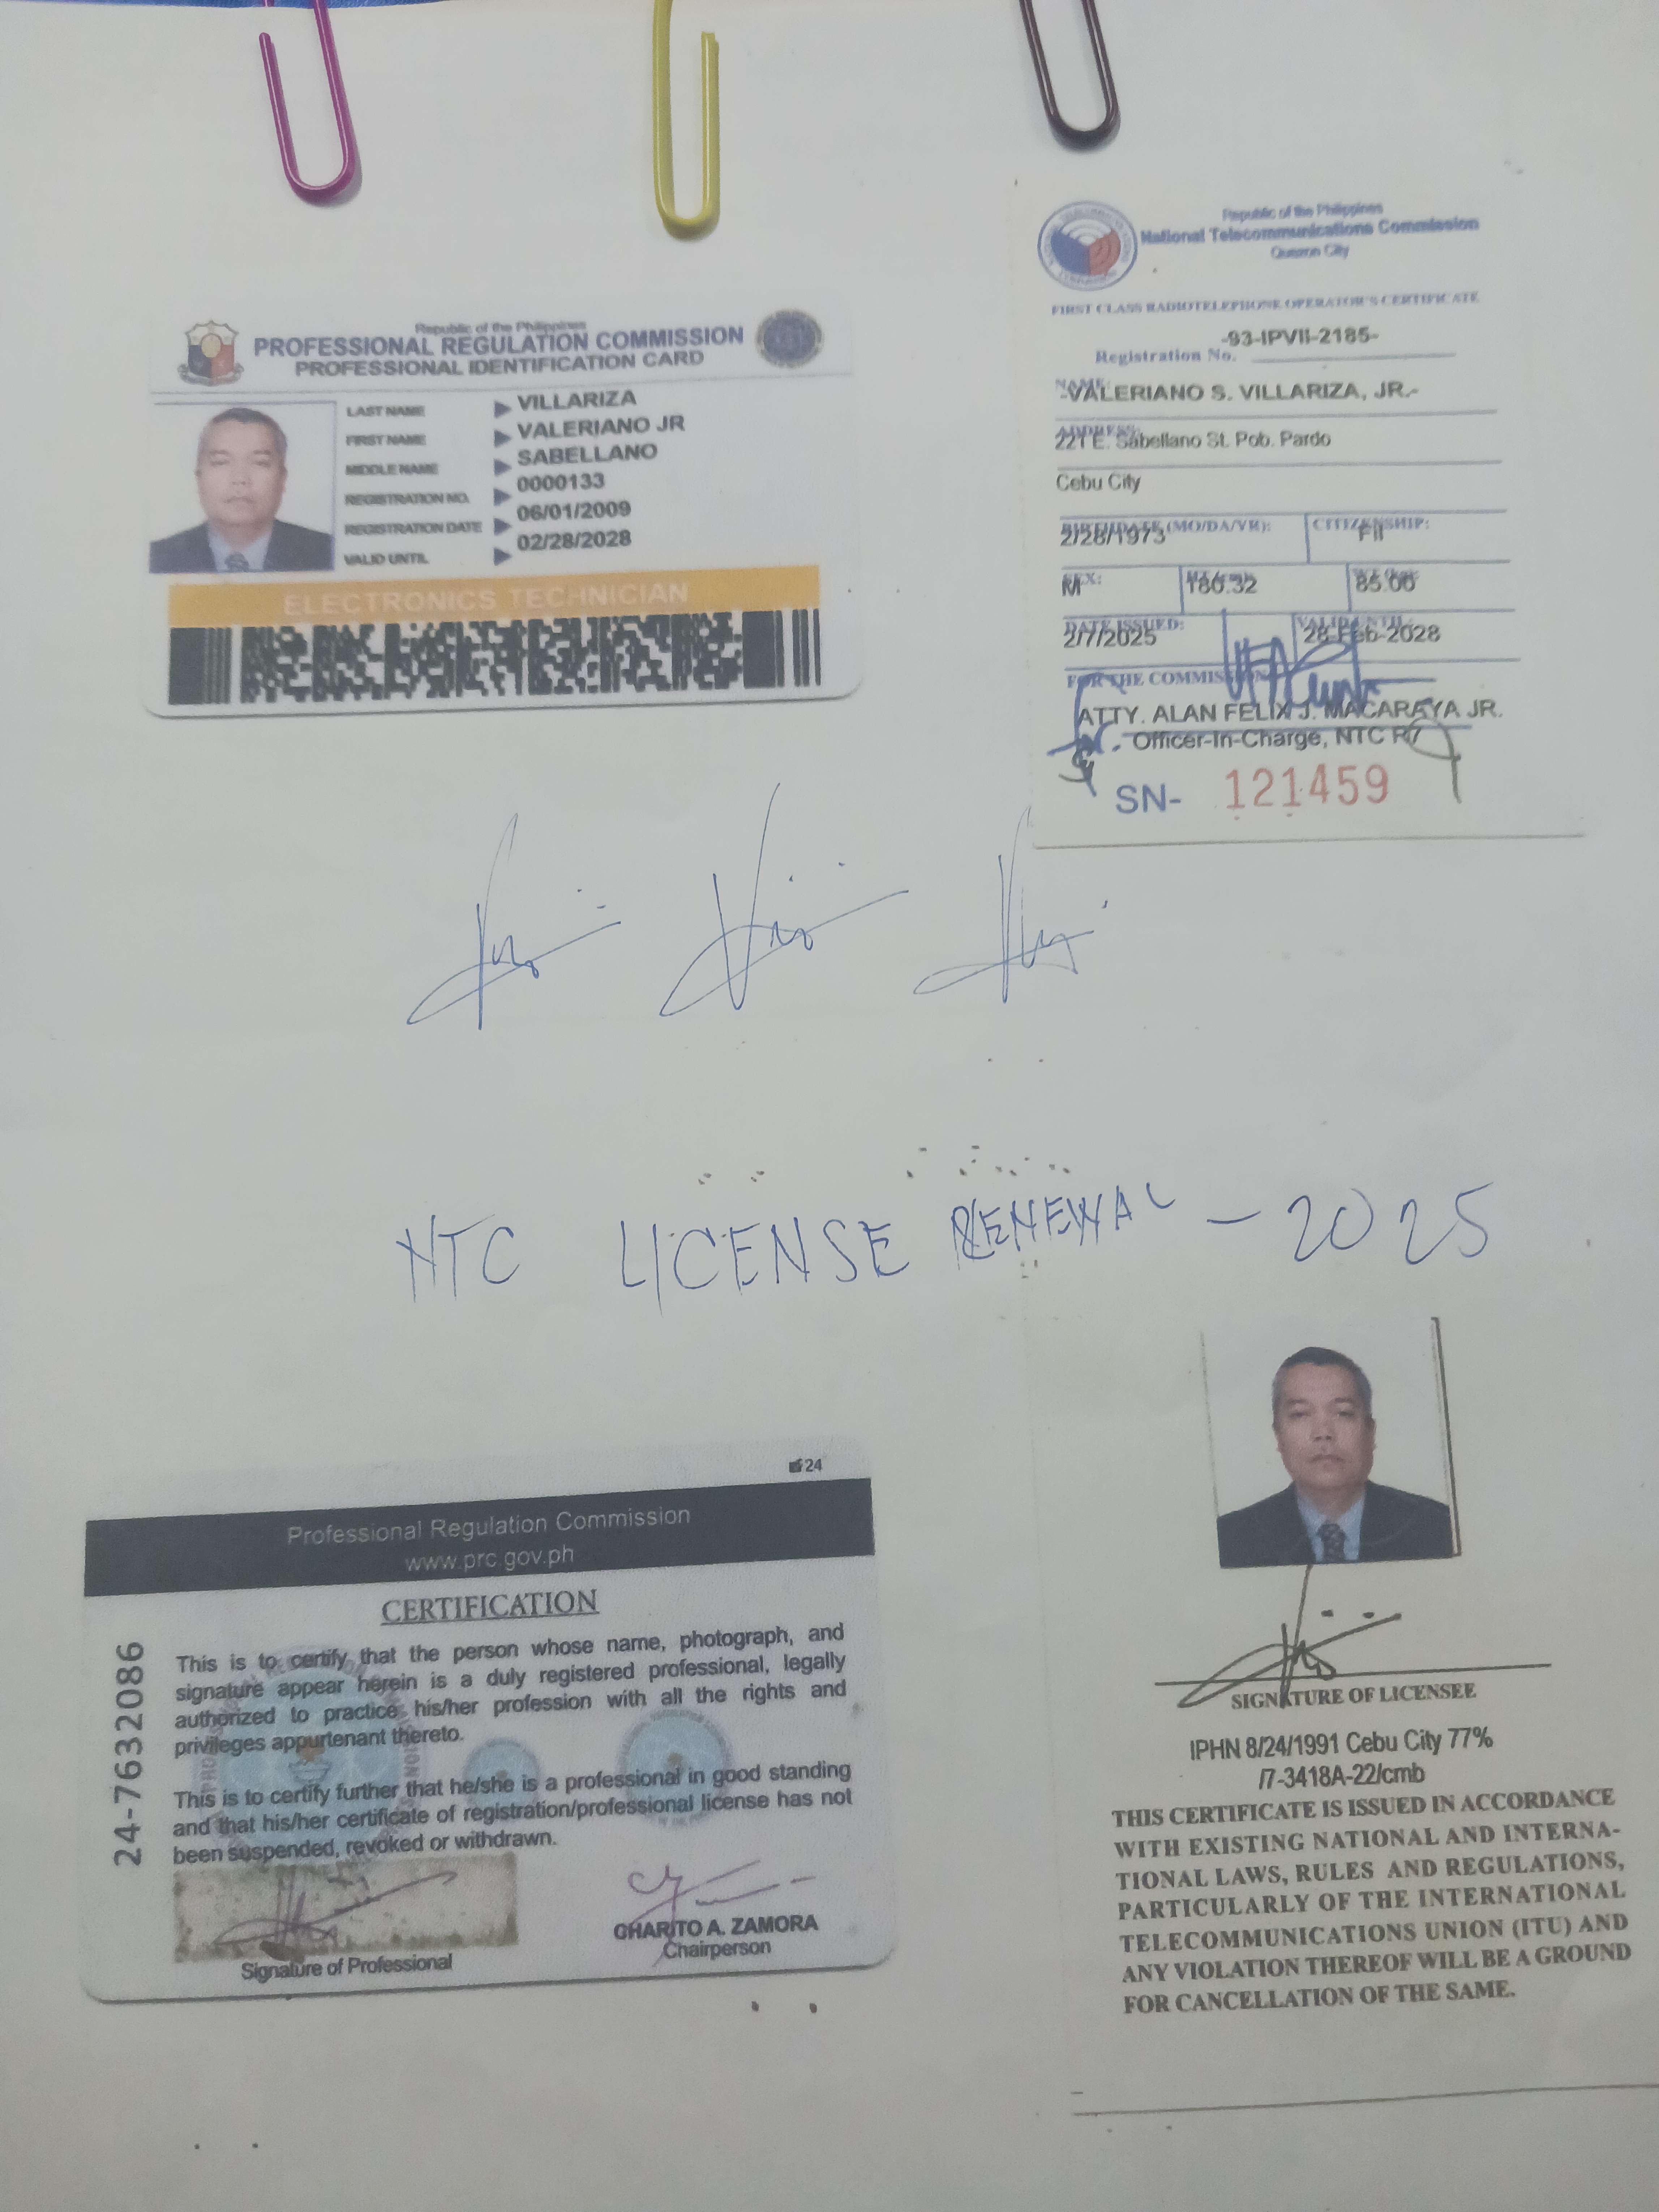 Republic of the Philippines
PROFESSIONAL REGULATION COMMISSION
PROFESSIONAL IDENTIFICATION CARD
LAST NAME VILLARIZA
FIRST NAME VALERIANO JR
MIDDLE NAME SABELLANO
REGISTRATION NO. 0000133
REGISTRATION DATE 06/01/2009
VALID UNTIL 02/28/2028
ELECTRONICS TECHNICIAN
Republic of the Philippines
National Telecommunications Commission
Quezon City
FIRST CLASS RADIOTELEPHONE OPERATOR'S CERTIFICATE
-93-IPVII-2185-
Registration No.
NAME:
-VALERIANO S. VILLARIZA, JR.-
ADDRESS:
221 E. Sabellano St. Pob. Pardo
Cebu City
BIRTHDATE (MO/DA/YR): CITIZENSHIP:
2/28/1973 Fil
SEX:
M 180.32 85.00
DATE ISSUED: VALID UNTIL:
2/7/2025 28-Feb-2028
FOR THE COMMISSION
ATTY. ALAN FELIX J. MACARAYA JR.
for. Officer-In-Charge, NTC R7
SN- 121459
NTC LICENSE RENEWAL - 2025
24
Professional Regulation Commission
www.prc.gov.ph
CERTIFICATION
This is to certify that the person whose name, photograph, and
signature appear herein is a duly registered professional, legally
authorized to practice his/her profession with all the rights and
privileges appurtenant thereto.
This is to certify further that he/she is a professional in good standing
and that his/her certificate of registration/professional license has not
been suspended, revoked or withdrawn.
CHARITO A. ZAMORA
Chairperson
Signature of Professional
24-7632086
SIGNATURE OF LICENSEE
IPHN 8/24/1991 Cebu City 77%
/7-3418A-22/cmb
THIS CERTIFICATE IS ISSUED IN ACCORDANCE
WITH EXISTING NATIONAL AND INTERNA-
TIONAL LAWS, RULES AND REGULATIONS,
PARTICULARLY OF THE INTERNATIONAL
TELECOMMUNICATIONS UNION (ITU) AND
ANY VIOLATION THEREOF WILL BE A GROUND
FOR CANCELLATION OF THE SAME.